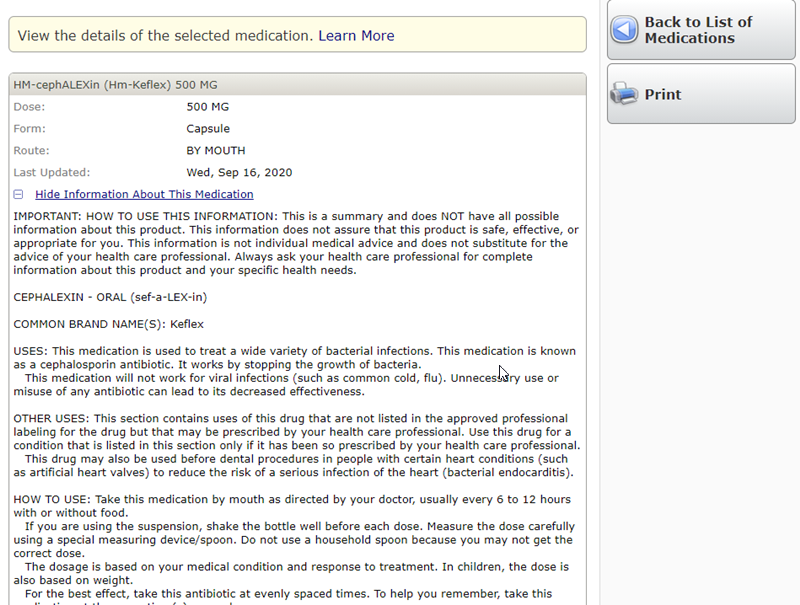 View the details of the selected medication. Learn More
Back to List of
Medications
Print
HM-cephALEXin (Hm-Keflex) 500 MG
Dose: 500 MG
Form: Capsule
Route: BY MOUTH
Last Updated: Wed, Sep 16, 2020
Hide Information About This Medication
IMPORTANT: HOW TO USE THIS INFORMATION: This is a summary and does NOT have all possible
information about this product. This information does not assure that this product is safe, effective, or
appropriate for you. This information is not individual medical advice and does not substitute for the
advice of your health care professional. Always ask your health care professional for complete
information about this product and your specific health needs.
CEPHALEXIN - ORAL (sef-a-LEX-in)
COMMON BRAND NAME(S): Keflex
USES: This medication is used to treat a wide variety of bacterial infections. This medication is known
as a cephalosporin antibiotic. It works by stopping the growth of bacteria.
This medication will not work for viral infections (such as common cold, flu). Unnecessary use or
misuse of any antibiotic can lead to its decreased effectiveness.
OTHER USES: This section contains uses of this drug that are not listed in the approved professional
labeling for the drug but that may be prescribed by your health care professional. Use this drug for a
condition that is listed in this section only if it has been so prescribed by your health care professional.
This drug may also be used before dental procedures in people with certain heart conditions (such
as artificial heart valves) to reduce the risk of a serious infection of the heart (bacterial endocarditis).
HOW TO USE: Take this medication by mouth as directed by your doctor, usually every 6 to 12 hours
with or without food.
If you are using the suspension, shake the bottle well before each dose. Measure the dose carefully
using a special measuring device/spoon. Do not use a household spoon because you may not get the
correct dose.
The dosage is based on your medical condition and response to treatment. In children, the dose is
also based on weight.
For the best effect, take this antibiotic at evenly spaced times. To help you remember, take this